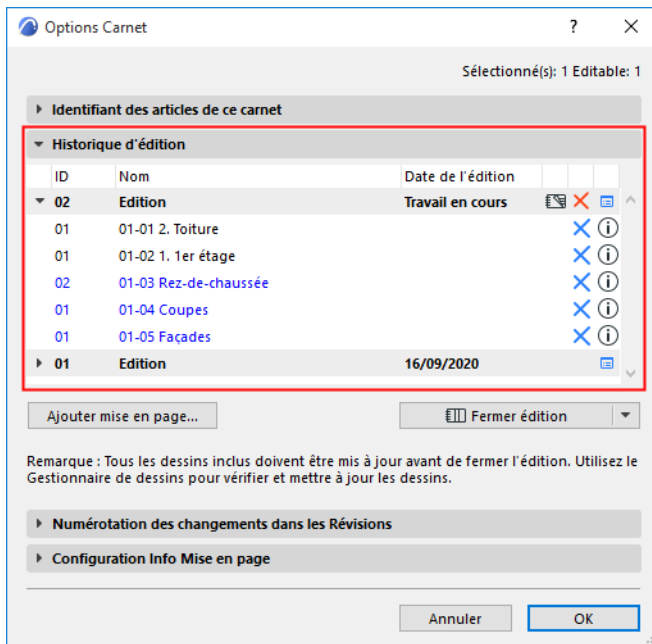 Options Carnet
Sélectionné(s): 1 Editable: 1
Identifiant des articles de ce carnet
Historique d'édition
ID Nom Date de l'édition
02 Edition Travail en cours
01 01-01 2. Toiture
01 01-02 1. 1er étage
02 01-03 Rez-de-chaussée
01 01-04 Coupes
01 01-05 Façades
01 Edition 16/09/2020
Ajouter mise en page... Fermer édition
Remarque : Tous les dessins inclus doivent être mis à jour avant de fermer l'édition. Utilisez le
Gestionnaire de dessins pour vérifier et mettre à jour les dessins.
Numérotation des changements dans les Révisions
Configuration Info Mise en page
Annuler OK